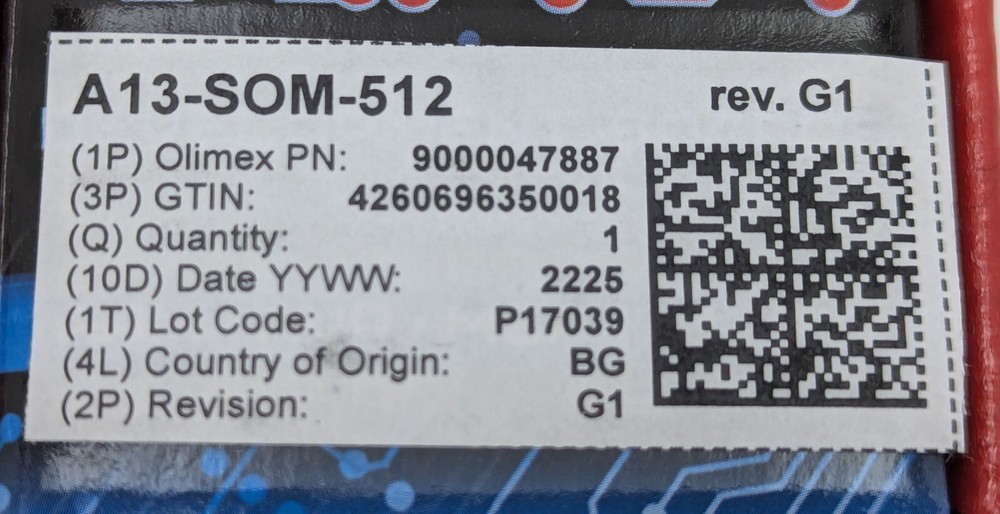 A13-SOM-512 rev. G1
(1P) Olimex PN: 9000047887
(3P) GTIN: 4260696350018
(Q) Quantity: 1
(10D) Date YYWW: 2225
(1T) Lot Code: P17039
(4L) Country of Origin: BG
(2P) Revision: G1